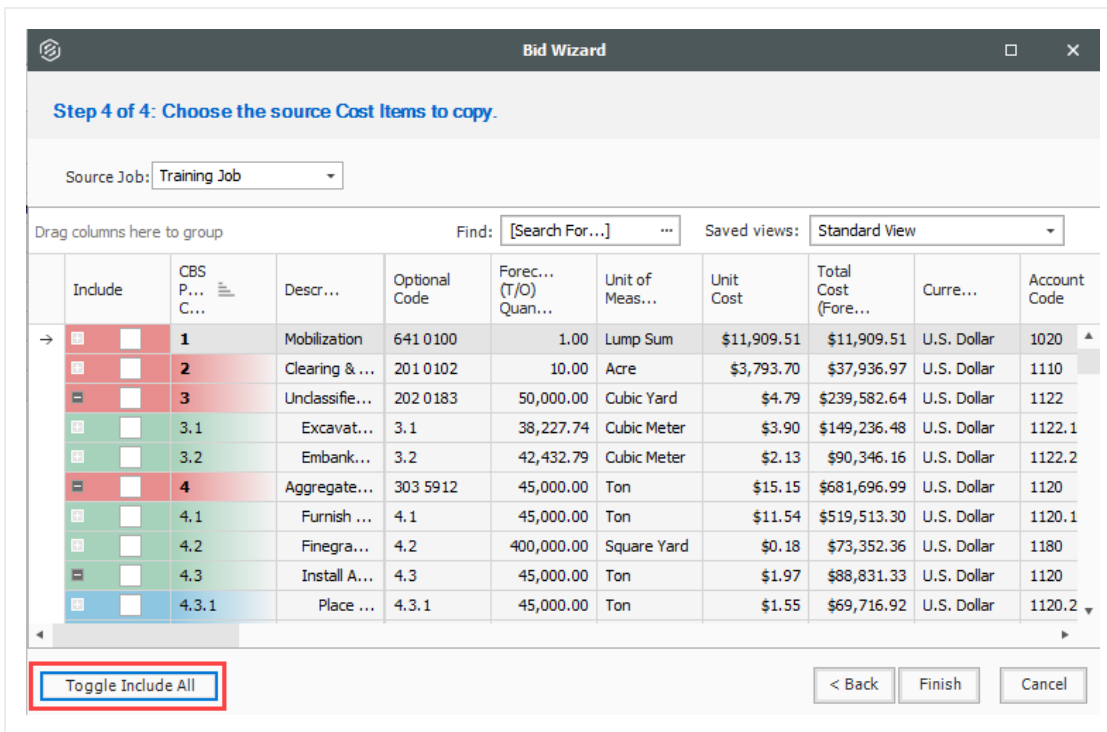 Bid Wizard
Step 4 of 4: Choose the source Cost Items to copy.
Source Job: Training Job
Drag columns here to group Find: [Search For...] ... Saved views: Standard View
Include CBS P... C... Descr... Optional Code Forec... (T/O) Quan... Unit of Meas... Unit Cost Total Cost (Fore... Curre... Account Code
1 Mobilization 641 0100 1.00 Lump Sum $11,909.51 $11,909.51 U.S. Dollar 1020
2 Clearing & ... 201 0102 10.00 Acre $3,793.70 $37,936.97 U.S. Dollar 1110
3 Unclassifie... 202 0183 50,000.00 Cubic Yard $4.79 $239,582.64 U.S. Dollar 1122
3.1 Excavat... 3.1 38,227.74 Cubic Meter $3.90 $149,236.48 U.S. Dollar 1122.1
3.2 Embank... 3.2 42,432.79 Cubic Meter $2.13 $90,346.16 U.S. Dollar 1122.2
4 Aggregate... 303 5912 45,000.00 Ton $15.15 $681,696.99 U.S. Dollar 1120
4.1 Furnish ... 4.1 45,000.00 Ton $11.54 $519,513.30 U.S. Dollar 1120.1
4.2 Finegra... 4.2 400,000.00 Square Yard $0.18 $73,352.36 U.S. Dollar 1180
4.3 Install A... 4.3 45,000.00 Ton $1.97 $88,831.33 U.S. Dollar 1120
4.3.1 Place ... 4.3.1 45,000.00 Ton $1.55 $69,716.92 U.S. Dollar 1120.2
Toggle Include All < Back Finish Cancel